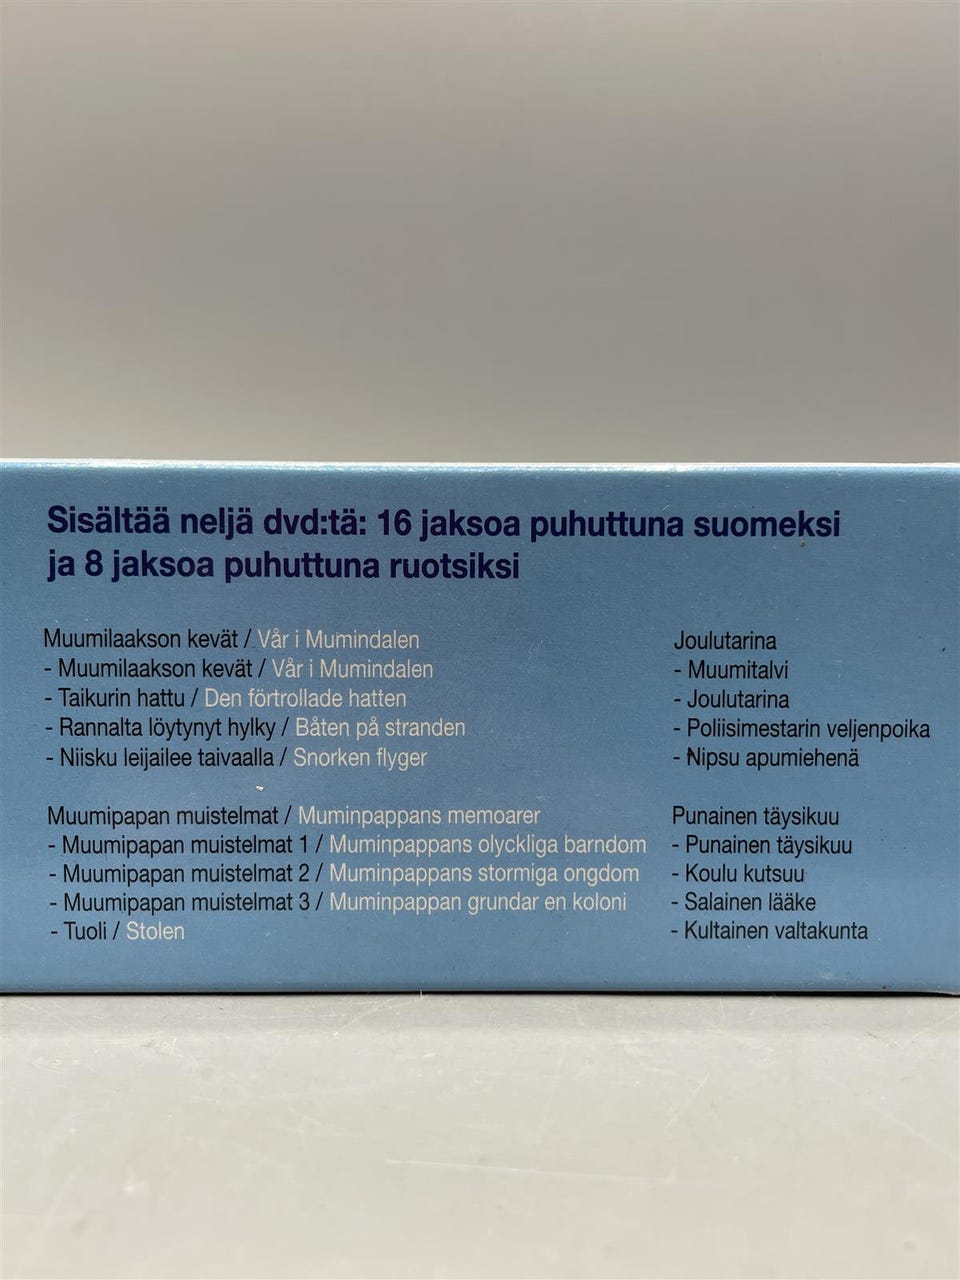 Sisältää neljä dvd:tä: 16 jaksoa puhuttuna suomeksi
ja 8 jaksoa puhuttuna ruotsiksi
Muumilaakson kevät / Vår i Mumindalen
- Muumilaakson kevät / Vår i Mumindalen
- Taikurin hattu / Den förtrollade hatten
- Rannalta löytynyt hylky / Båten på stranden
- Niisku leijailee taivaalla / Snorken flyger
Muumipapan muistelmat / Muminpappans memoarer
- Muumipapan muistelmat 1 / Muminpappans olyckliga barndom
- Muumipapan muistelmat 2 / Muminpappans stormiga ongdom
- Muumipapan muistelmat 3 / Muminpappan grundar en koloni
- Tuoli / Stolen
Joulutarina
- Muumitalvi
- Joulutarina
- Poliisimestarin veljenpoika
- Nipsu apumiehenä
Punainen täysikuu
- Punainen täysikuu
- Koulu kutsuu
- Salainen lääke
- Kultainen valtakunta